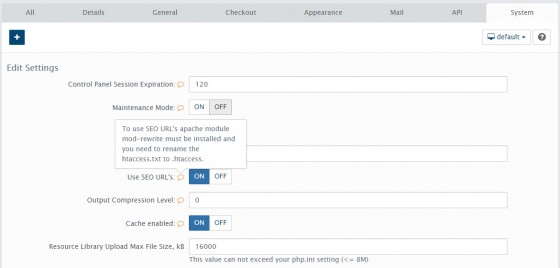 All Details General Checkout Appearance Mail API System
+ default ?
Edit Settings
Control Panel Session Expiration: 120
Maintenance Mode: ON OFF
To use SEO URL's apache module
mod-rewrite must be installed and
you need to rename the
htaccess.txt to .htaccess.
Use SEO URL's: ON OFF
Output Compression Level: 0
Cache enabled: ON OFF
Resource Library Upload Max File Size, kB 16000
This value can not exceed your php.ini setting (<= 8M)